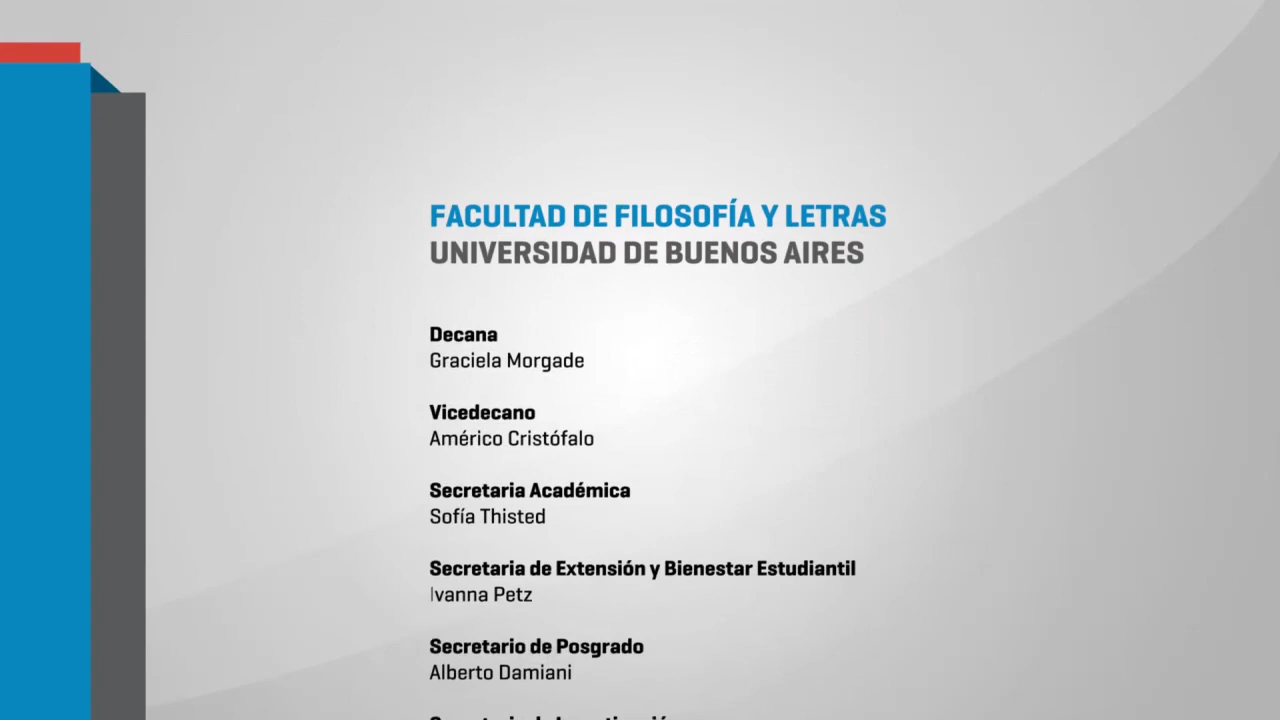 FACULTAD DE FILOSOFÍA Y LETRAS
UNIVERSIDAD DE BUENOS AIRES
Decana
Graciela Morgade
Vicedecano
Américo Cristófalo
Secretaria Académica
Sofía Thisted
Secretaria de Extensión y Bienestar Estudiantil
Ivanna Petz
Secretario de Posgrado
Alberto Damiani